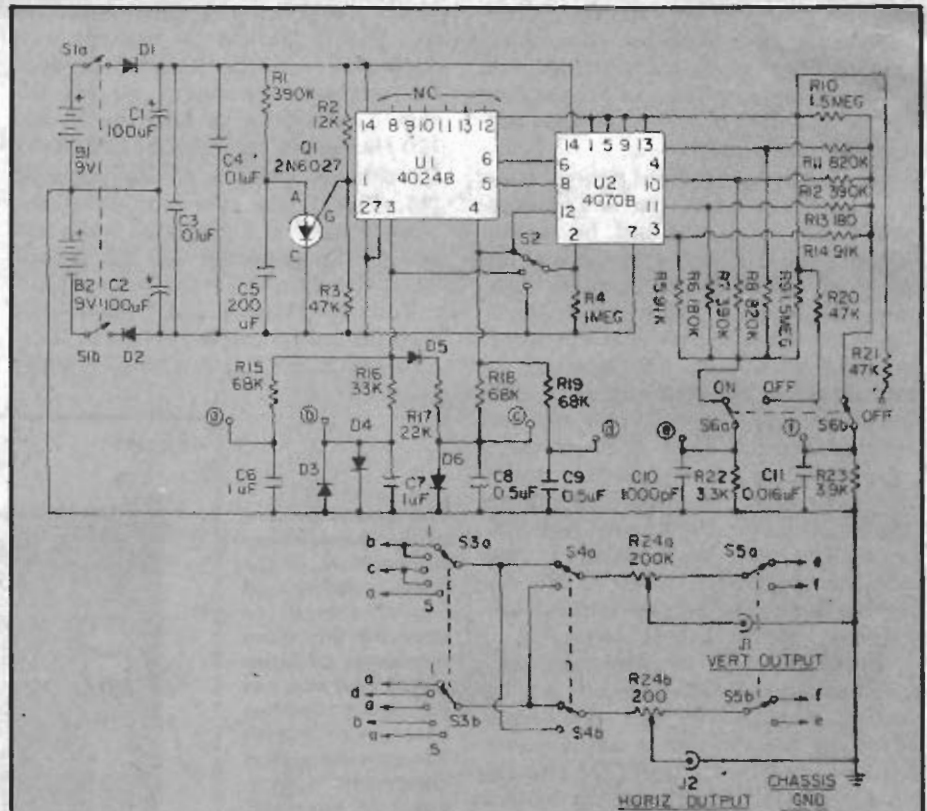 S1a
D1
B1
9V
C1
100uF
C2
100uF
B2
9V
S1b
D2
C3
0.1uF
C4
R1
390K
Q1
2N6027
A
G
C
C5
200
uF
R2
12K
R3
47K
NC
14 8 9 10 11 13 12
1
U1
4024B
6
5
2 7 3
4
14 1 5 9 13
6
4
8
U2
10
4070B
12
11
2
7
3
S2
R4
1MEG
R10
1.5MEG
R11 820K
R12 390K
R13 180
R14 91K
R5 91K
R6 180K
R7 390K
R8 820K
R9 1.5MEG
R20
47K
R21
47K
ON
OFF
OFF
S6a
S6b
R15
68K
R16
33K
D5
R17
22K
R18
68K
R19
68K
a
b
c
d
e
f
D4
D3
D6
C6
1uF
C7
1uF
C8
0.5uF
C9
0.5uF
C10
1000pF
R22
3.3K
C11
0.016uF
R23
3.9K
1
b
c
a
5
S3a
S4a
R24a
200K
S5a
e
f
J1
VERT OUTPUT
1
a
d
a
b
a
5
S3b
S4b
R24b
200
S5b
f
e
J2
HORIZ OUTPUT
CHASSIS
GND